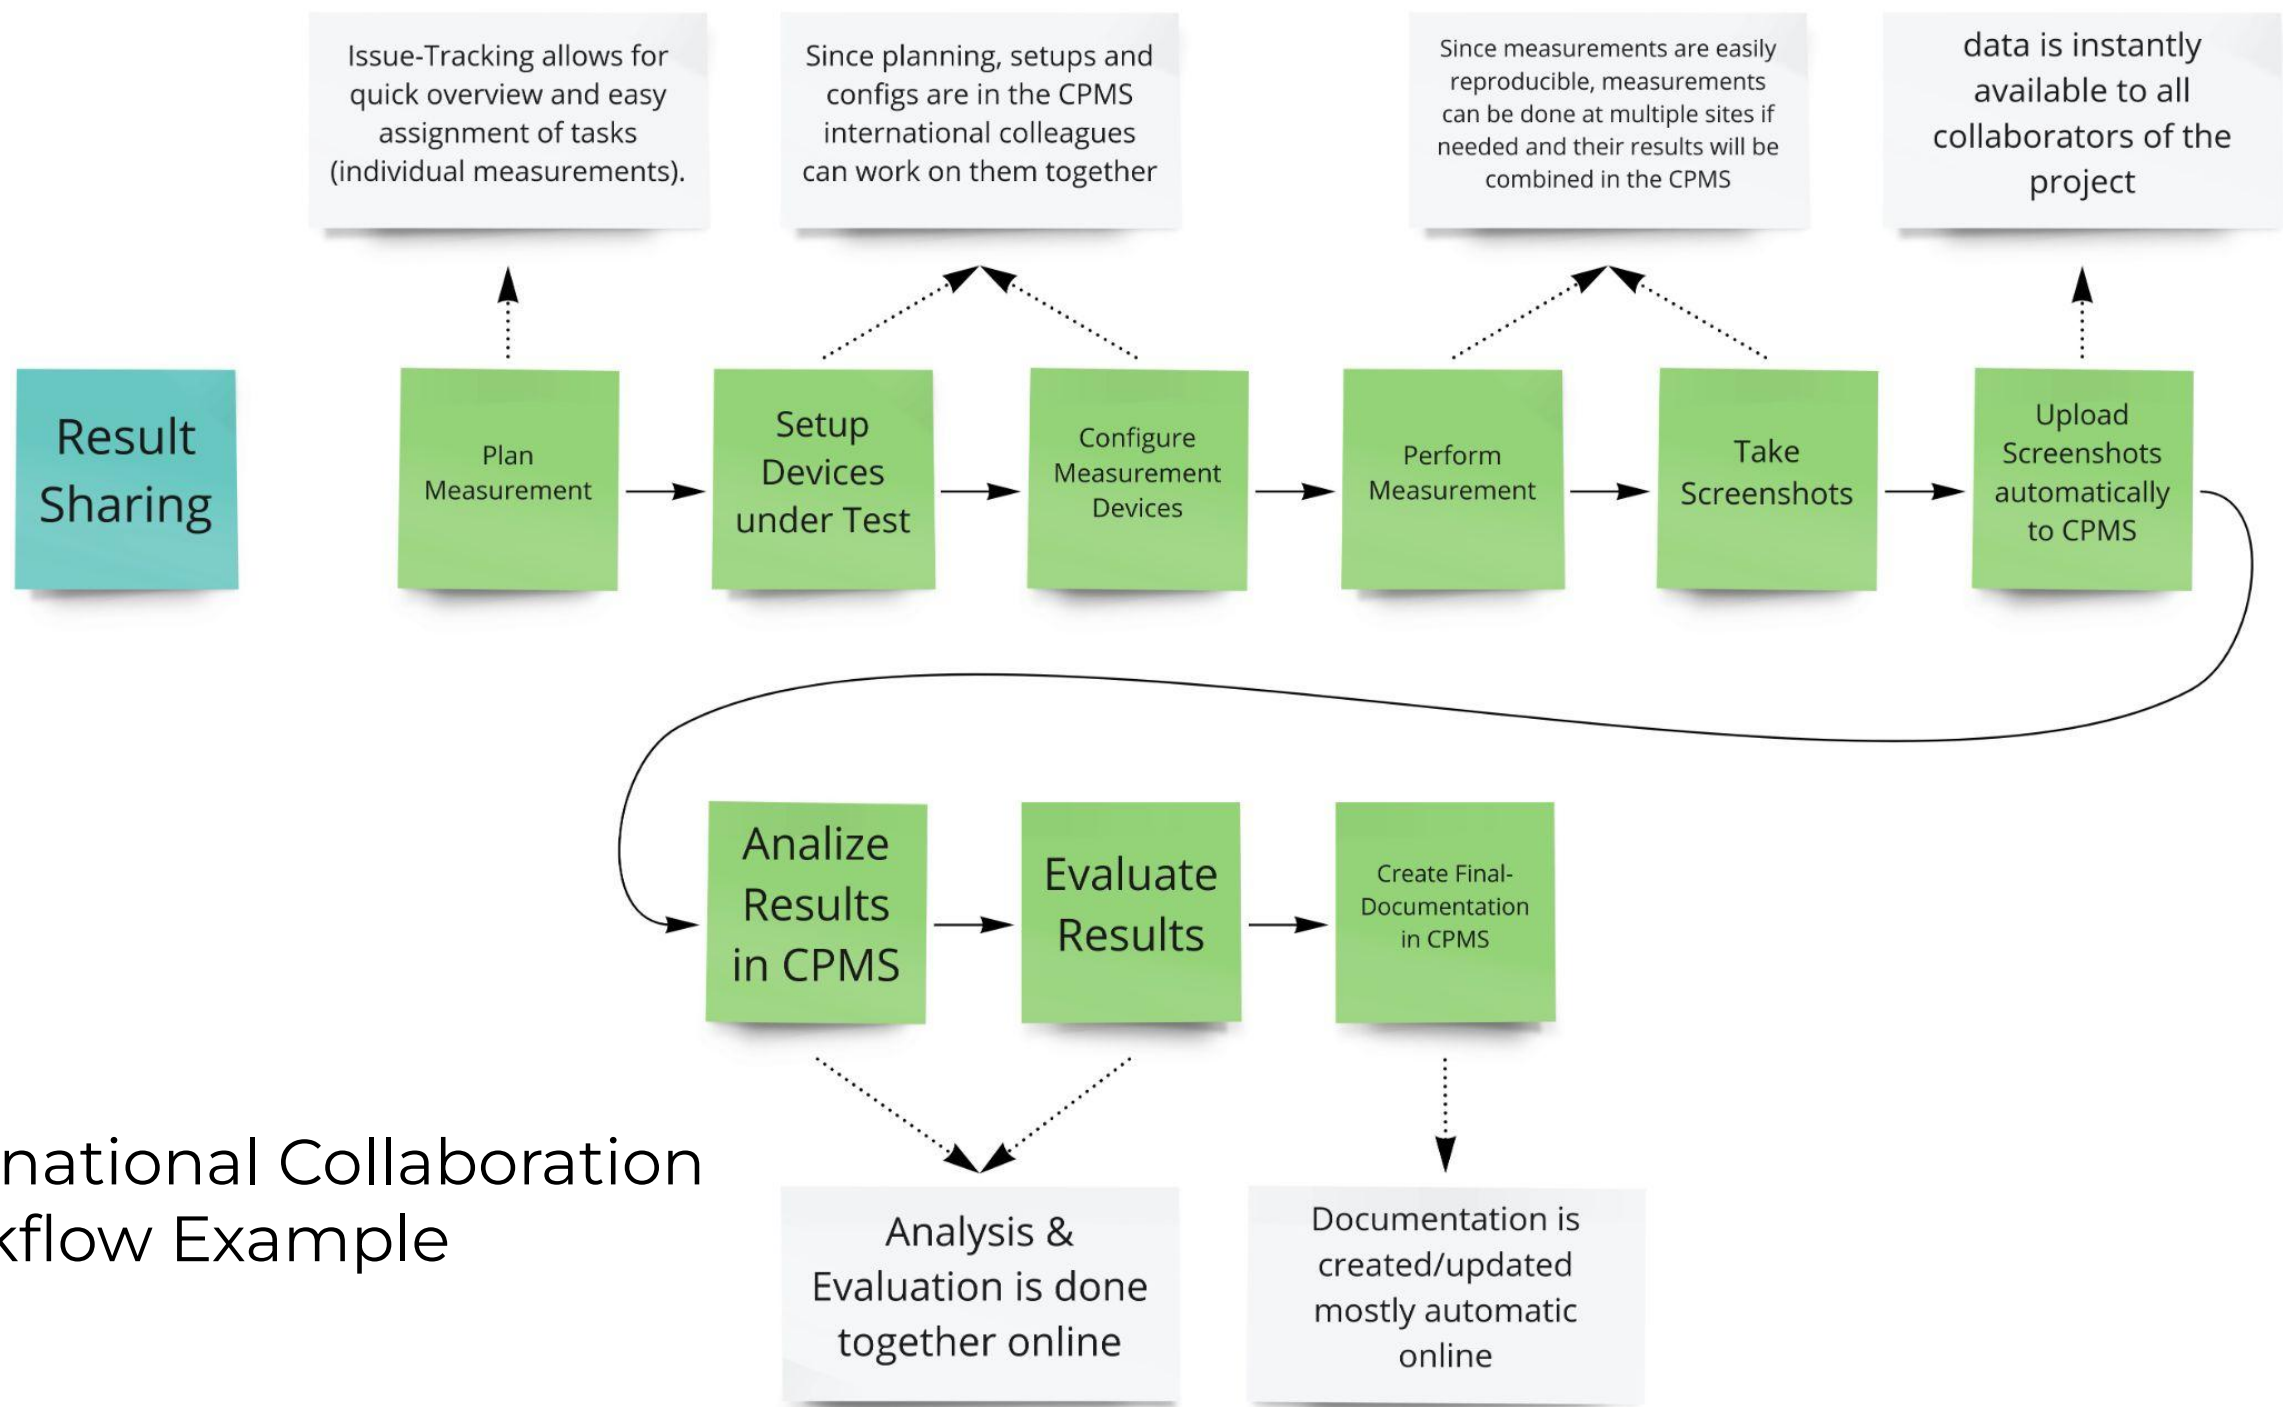 Issue-Tracking allows for
quick overview and easy
assignment of tasks
(individual measurements).
Since planning, setups and
configs are in the CPMS
international colleagues
can work on them together
Since measurements are easily
reproducible, measurements
can be done at multiple sites if
needed and their results will be
combined in the CPMS
data is instantly
available to all
collaborators of the
project
Result
Sharing
Plan
Measurement
Setup
Devices
under Test
Configure
Measurement
Devices
Perform
Measurement
Take
Screenshots
Upload
Screenshots
automatically
to CPMS
Analize
Results
in CPMS
Evaluate
Results
Create Final-
Documentation
in CPMS
national Collaboration
kflow Example
Analysis &
Evaluation is done
together online
Documentation is
created/updated
mostly automatic
online